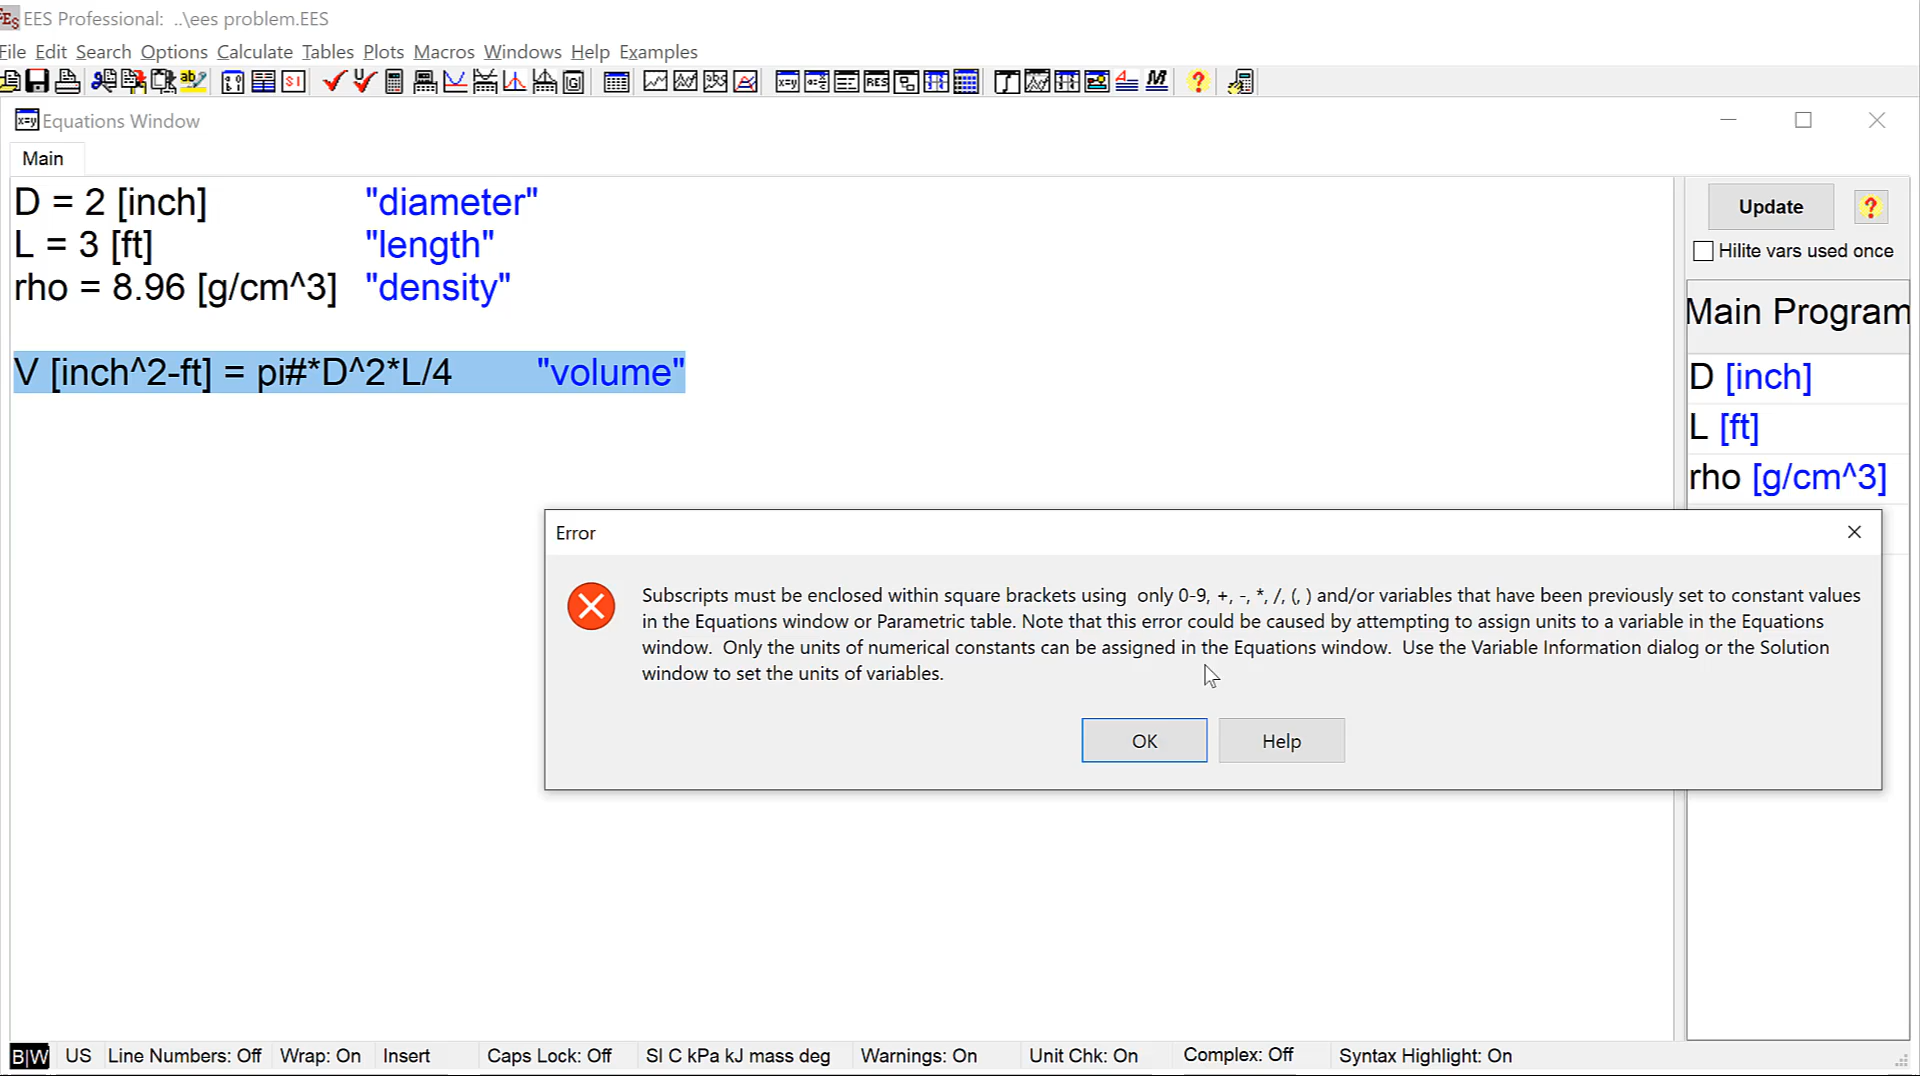 EES Professional: ..\ees problem.EES
File Edit Search Options Calculate Tables Plots Macros Windows Help Examples
Equations Window
Main
D = 2 [inch] "diameter"
L = 3 [ft] "length"
rho = 8.96 [g/cm^3] "density"
V [inch^2-ft] = pi#*D^2*L/4 "volume"
Update
Hilite vars used once
Main Program
D [inch]
L [ft]
rho [g/cm^3]
Error
Subscripts must be enclosed within square brackets using only 0-9, +, -, *, /, (, ) and/or variables that have been previously set to constant values
in the Equations window or Parametric table. Note that this error could be caused by attempting to assign units to a variable in the Equations
window. Only the units of numerical constants can be assigned in the Equations window. Use the Variable Information dialog or the Solution
window to set the units of variables.
OK Help
B|W US Line Numbers: Off Wrap: On Insert Caps Lock: Off SI C kPa kJ mass deg Warnings: On Unit Chk: On Complex: Off Syntax Highlight: On